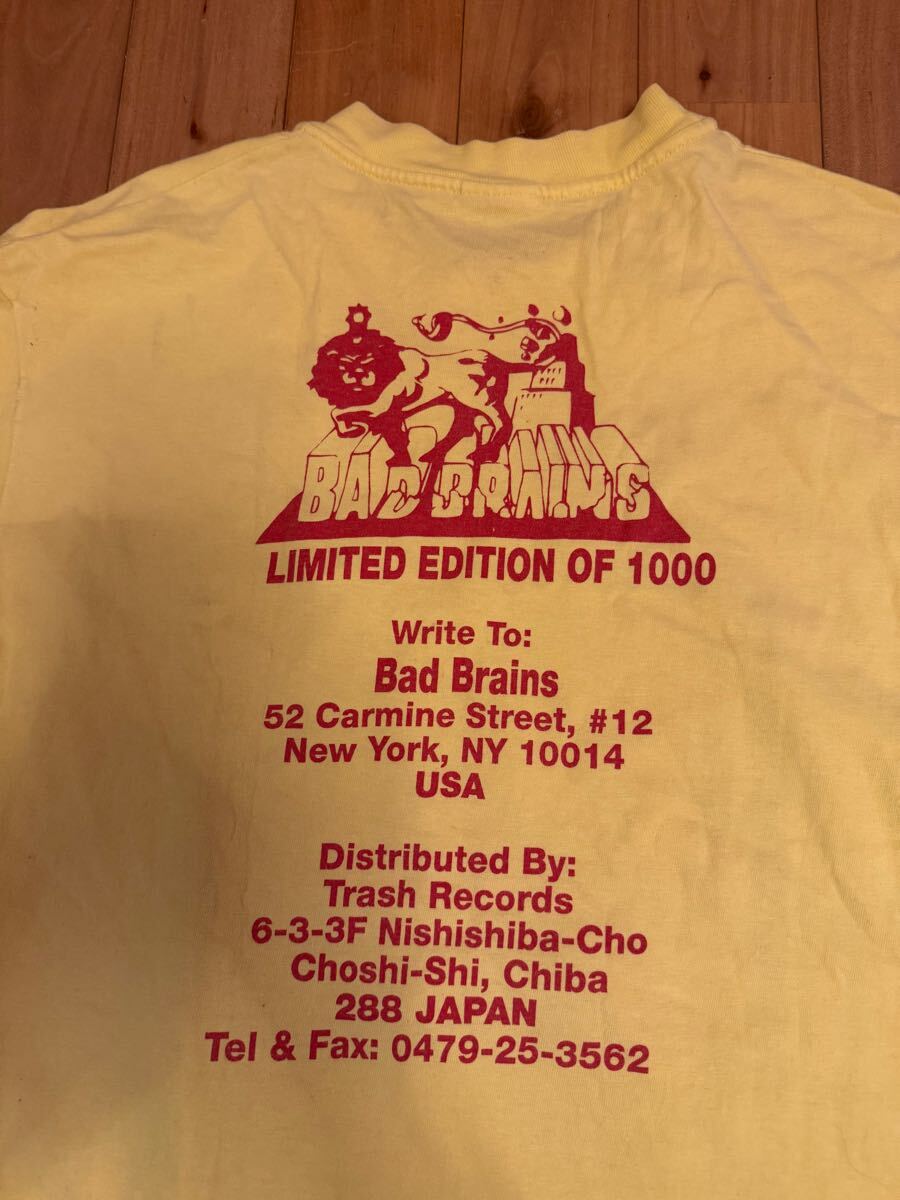 BAD BRAINS
LIMITED EDITION OF 1000
Write To:
Bad Brains
52 Carmine Street, #12
New York, NY 10014
USA
Distributed By:
Trash Records
6-3-3F Nishishiba-Cho
Choshi-Shi, Chiba
288 JAPAN
Tel & Fax: 0479-25-3562